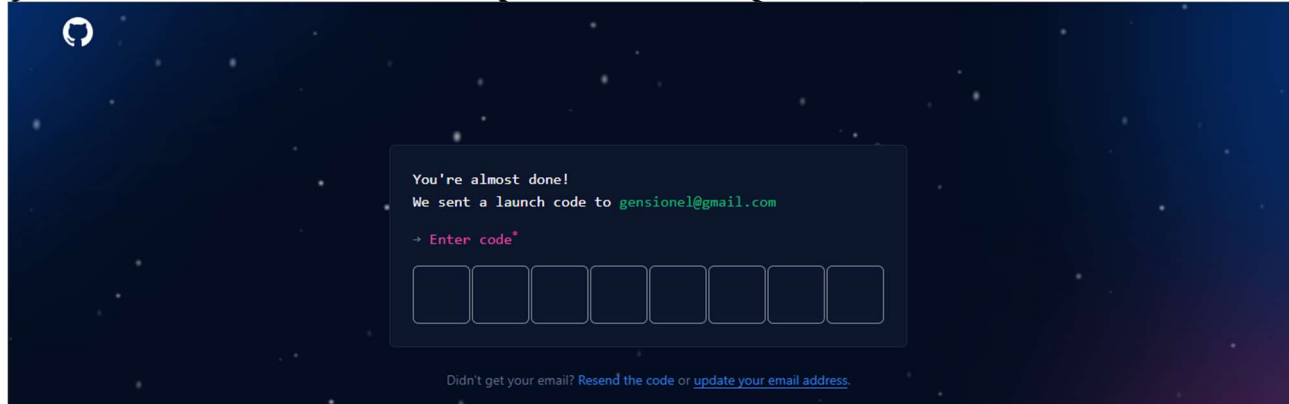 You're almost done!
We sent a launch code to gensionel@gmail.com
→ Enter code*
Didn't get your email? Resend the code or update your email address.